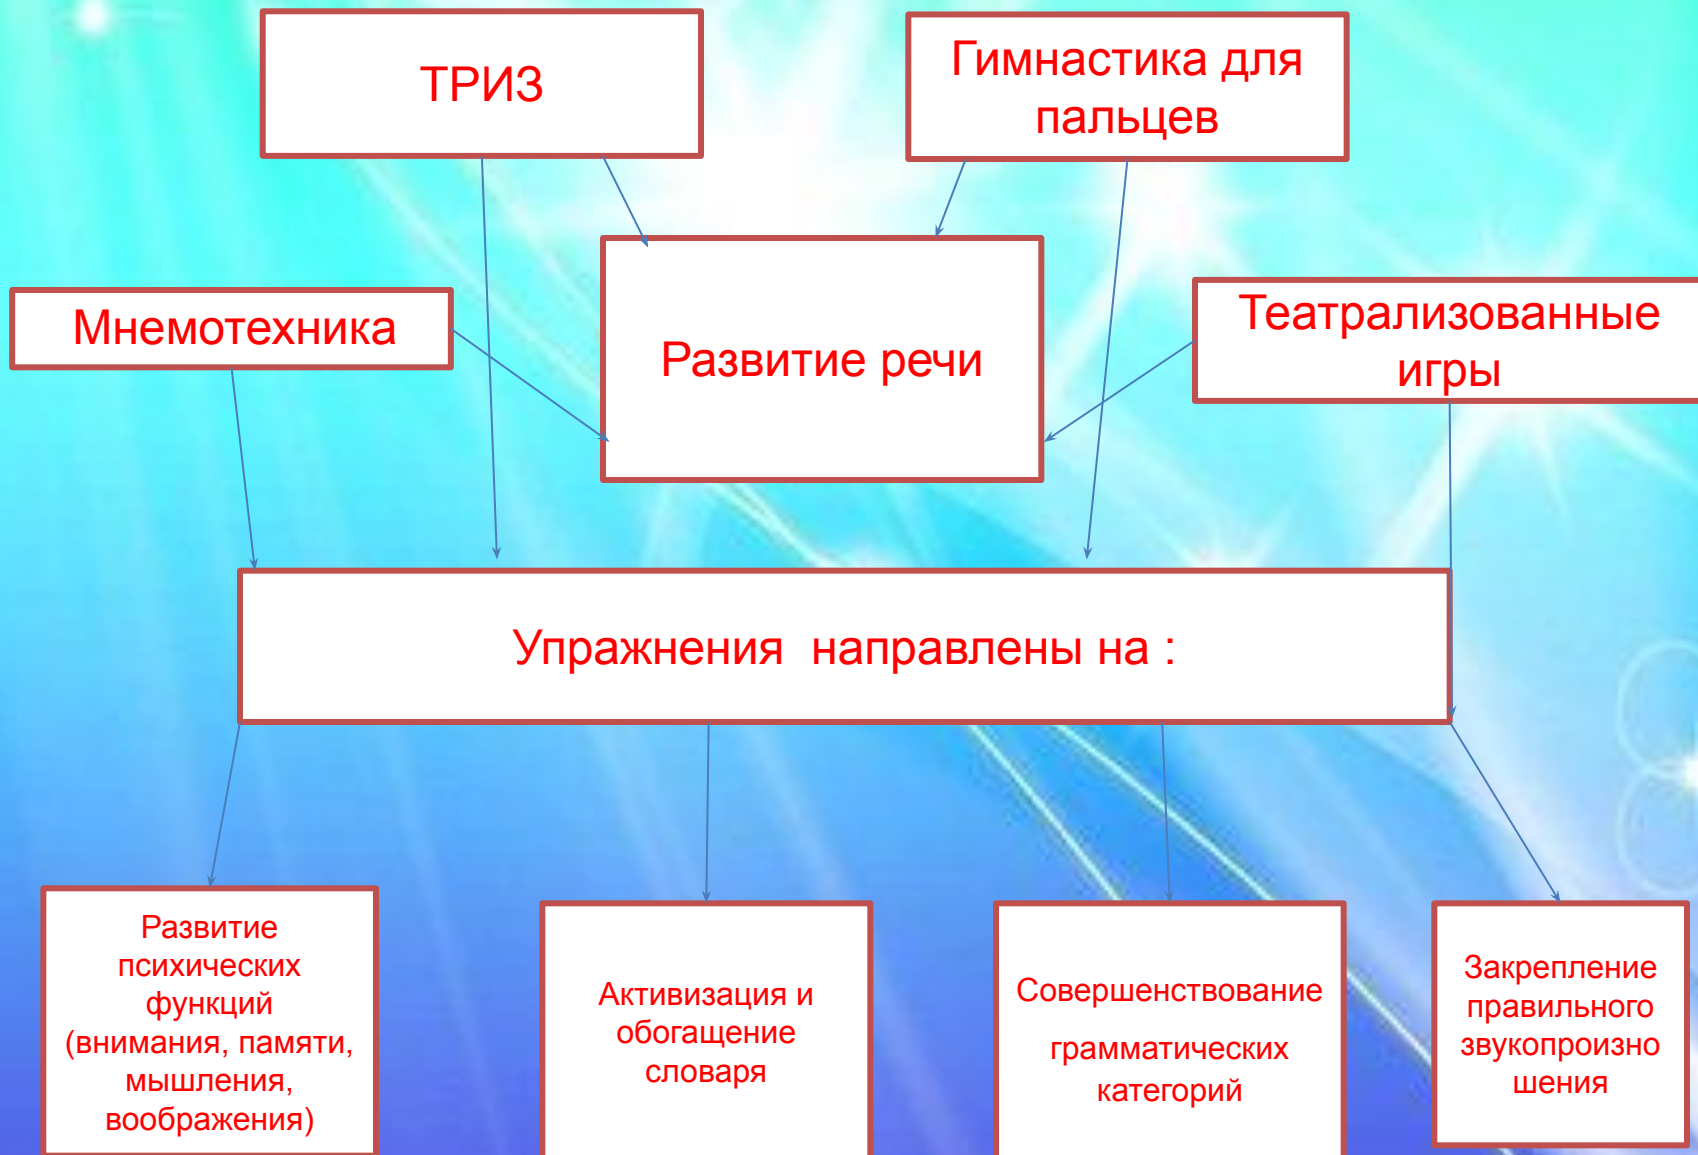 ТРИЗ
Гимнастика для
пальцев
Мнемотехника
Развитие речи
Театрализованные
игры
Упражнения  направлены на :
Развитие
психических
функций
(внимания, памяти,
мышления,
воображения)
Активизация и
обогащение
словаря
Совершенствование
грамматических
категорий
Закрепление
правильного
звукопроизно
шения